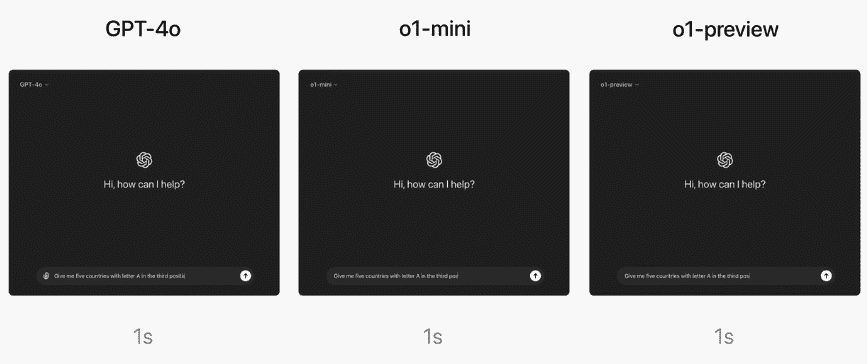 GPT-4o
o1-mini
o1-preview
GPT-4o
o1-mini
o1-preview
Hi, how can I help?
Hi, how can I help?
Hi, how can I help?
Give me five countries with letter A in the third positi
Give me five countries with letter A in the third pos
Give me five countries with letter A in the third pos
1s
1s
1s